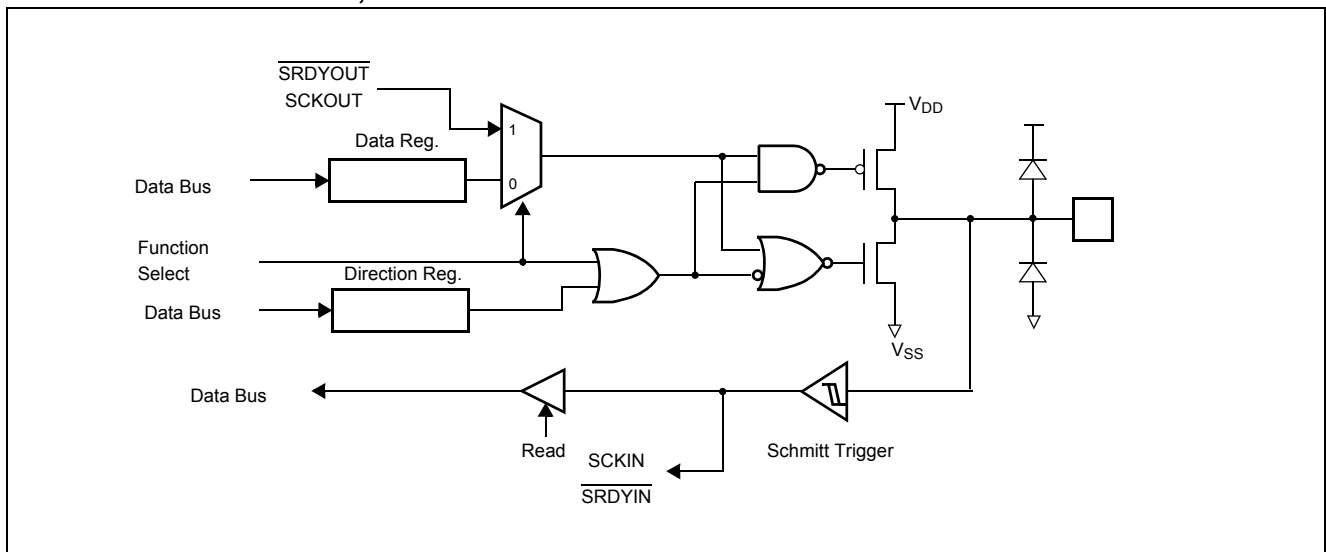 SRDYOUT
SCKOUT
Data Reg.
Data Bus
1
0
VDD
Function
Select
Direction Reg.
Data Bus
VSS
Data Bus
Read
SCKIN
SRDYIN
Schmitt Trigger